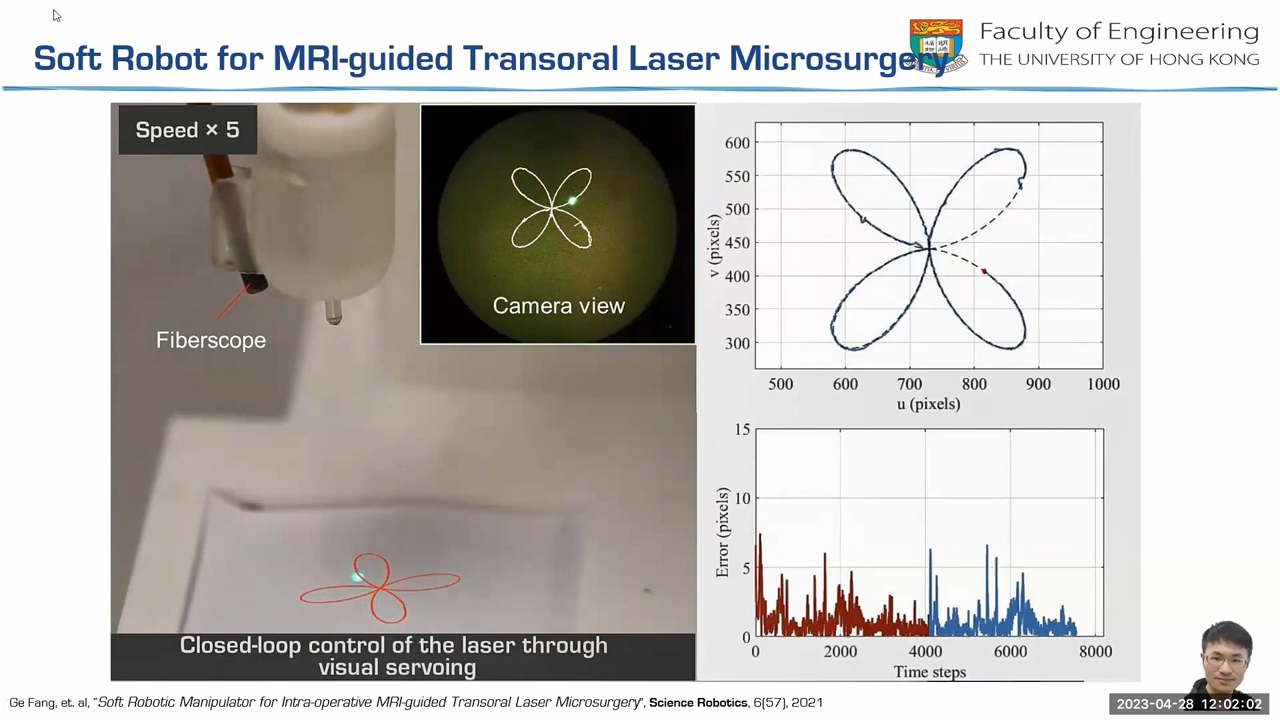 Soft Robot for MRI-guided Transoral Laser Microsurgery
Faculty of Engineering
THE UNIVERSITY OF HONG KONG
Speed × 5
Camera view
Fiberscope
Closed-loop control of the laser through
visual servoing
600
550
500
450
400
350
300
v (pixels)
500 600 700 800 900 1000
u (pixels)
15
10
5
0
Error (pixels)
0 2000 4000 6000 8000
Time steps
Ge Fang, et. al, "Soft Robotic Manipulator for Intra-operative MRI-guided Transoral Laser Microsurgery", Science Robotics, 6(57), 2021
2023-04-28 12:02:02